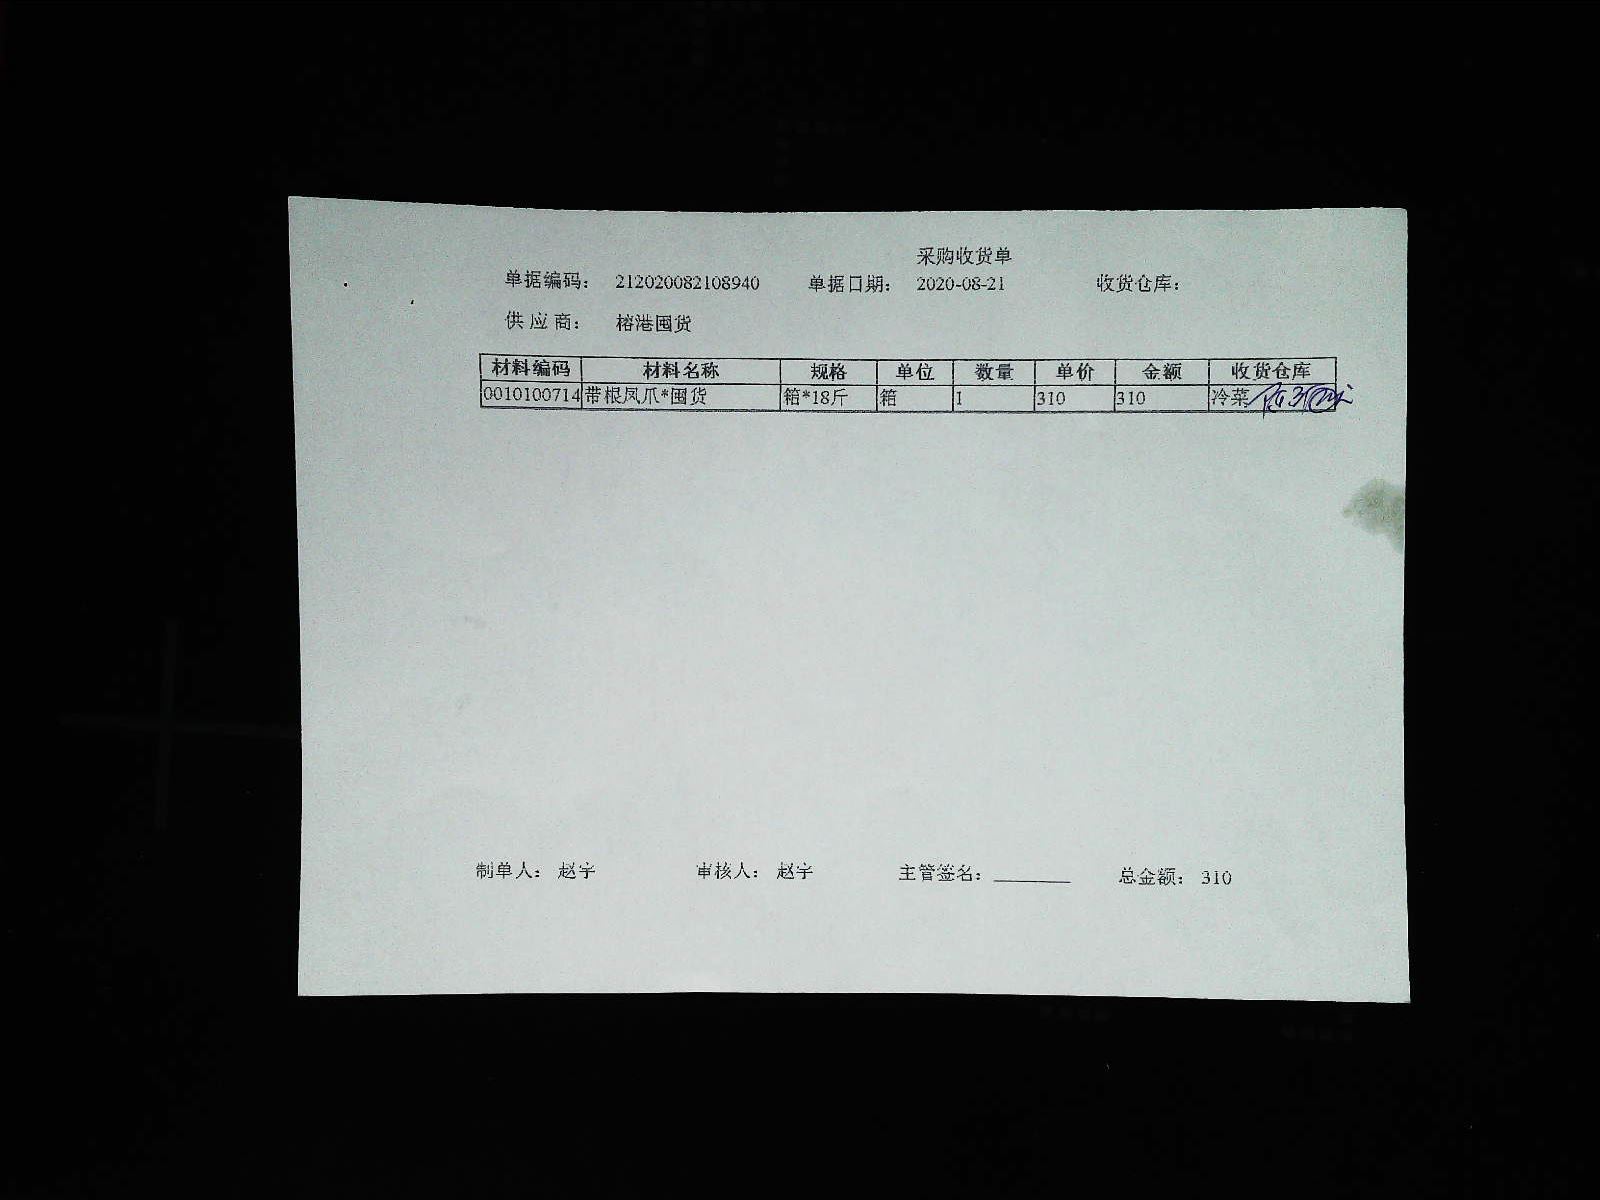 采购收货单
单据编码： 212020082108940 单据日期： 2020-08-21 收货仓库：
供 应 商： 榕港囤货
材料编码 材料名称 规格 单位 数量 单价 金额 收货仓库
0010100714 带根凤爪*囤货 箱*18斤 箱 1 310 310 冷菜
制单人： 赵宇 审核人： 赵宇 主管签名：________ 总金额： 310